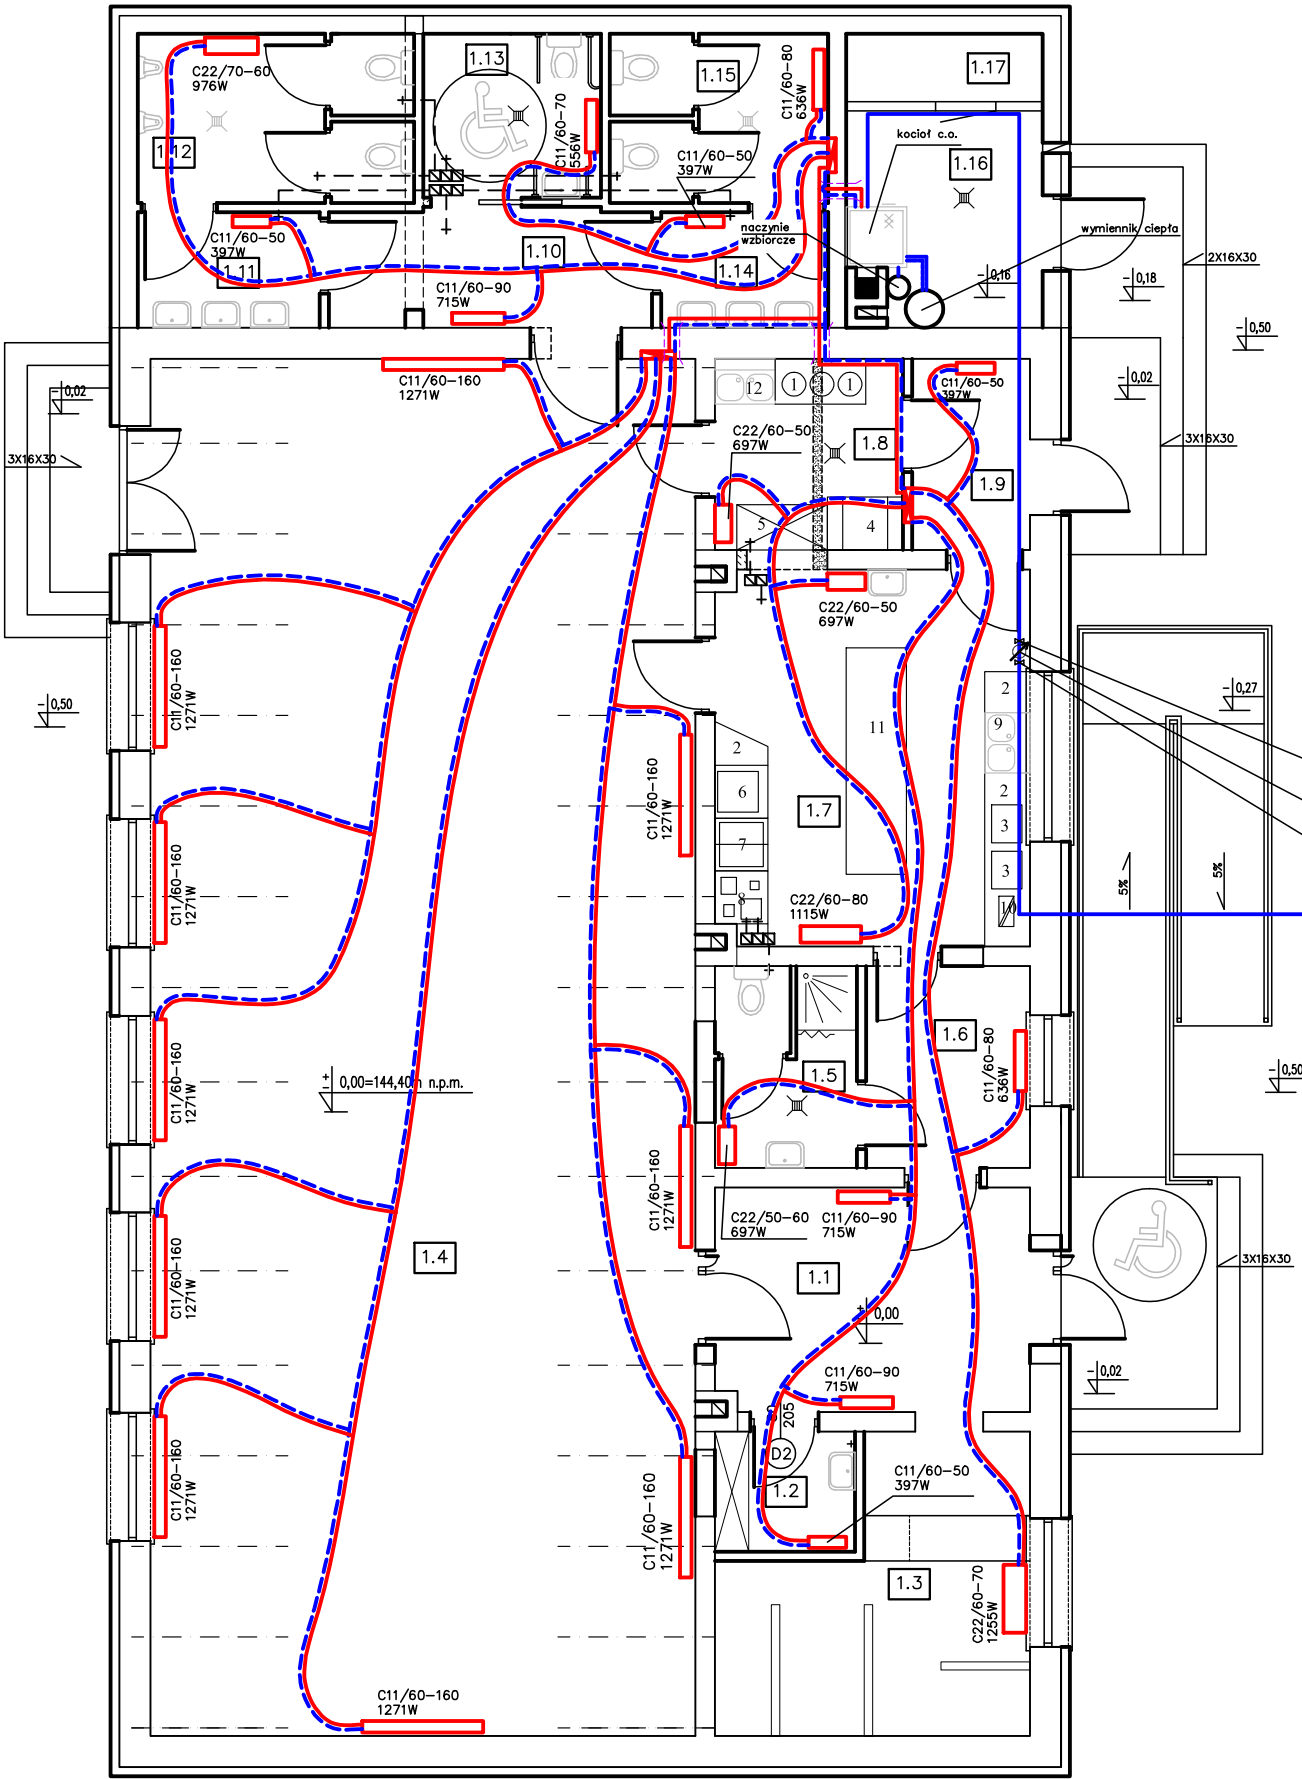 1.13
1.15
C11/60-80
636W
1.17
C22/70-60
976W
kocioł c.o.
C11/60-70
556W
1.12
C11/60-50
397W
1.16
naczynie
wzbiorcze
wymiennik ciepła
C11/60-50
397W
1.11
1.10
1.14
2X16X30
-0,16
-0,18
C11/60-90
715W
-0,50
C11/60-160
1271W
12
1
1
1
C11/60-50
397W
-0,02
-0,02
C22/60-50
697W
1.8
3X16X30
3X16X30
1.9
5
4
C22/60-50
697W
C11/60-160
1271W
-0,50
2
-0,27
9
11
2
C11/60-160
1271W
6
2
1.7
3
7
3
5%
5%
C11/60-160
1271W
C22/60-80
1115W
10
1.6
C11/60-80
636W
1.5
C11/60-160
1271W
± 0,00=144,40m n.p.m.
-0,50
C11/60-160
1271W
C22/50-60
697W
C11/60-90
715W
1.4
1.1
C11/60-160
1271W
3X16X30
± 0,00
C11/60-90
715W
-0,02
205
D2
C11/60-160
1271W
C11/60-50
397W
1.2
C11/60-160
1271W
1.3
C22/60-70
1255W
C11/60-160
1271W